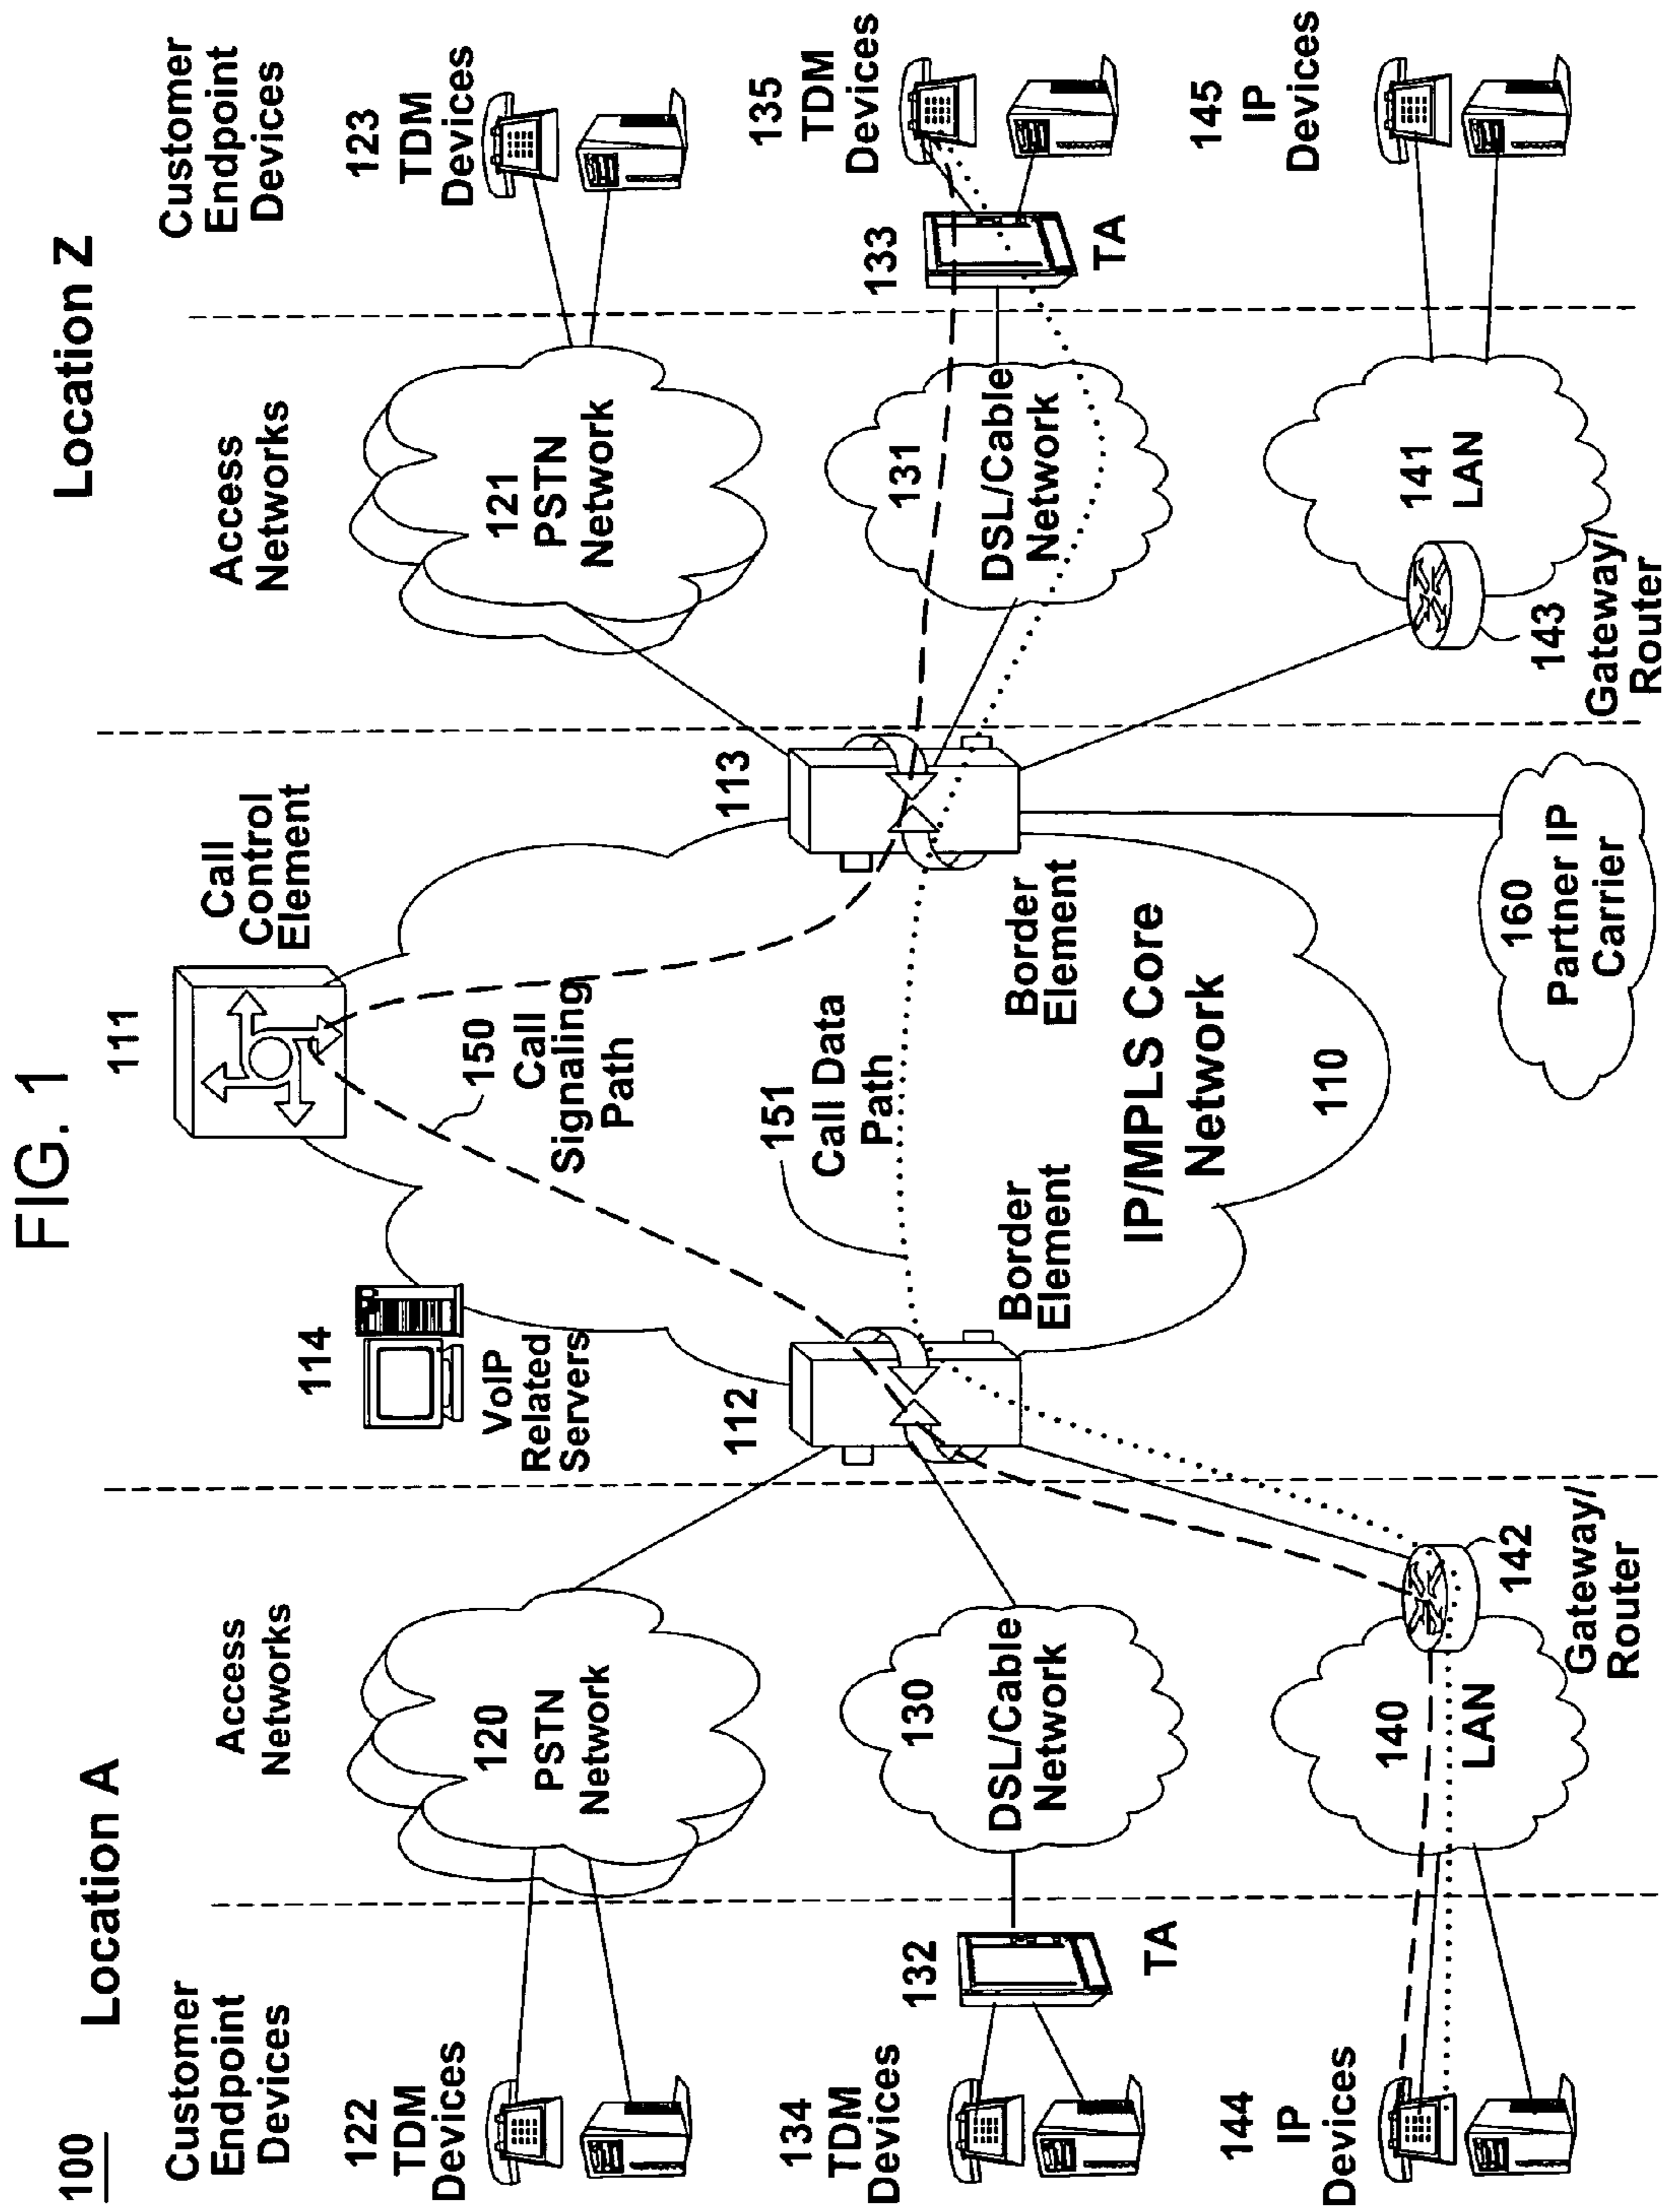 FIG. 1
100
Location A
Location Z
Customer
Endpoint
Devices
Access
Networks
111
Call
Control
Element
Access
Networks
Customer
Endpoint
Devices
122
TDM
Devices
120
PSTN
Network
114
VoIP
Related
Servers
150
Call
Signaling
Path
121
PSTN
Network
123
TDM
Devices
134
TDM
Devices
132
TA
130
DSL/Cable
Network
112
Border
Element
151
Call Data
Path
113
Border
Element
131
DSL/Cable
Network
133
TA
135
TDM
Devices
IP/MPLS Core
Network
110
144
IP
Devices
140
LAN
142
Gateway/
Router
160
Partner IP
Carrier
143
Gateway/
Router
141
LAN
145
IP
Devices